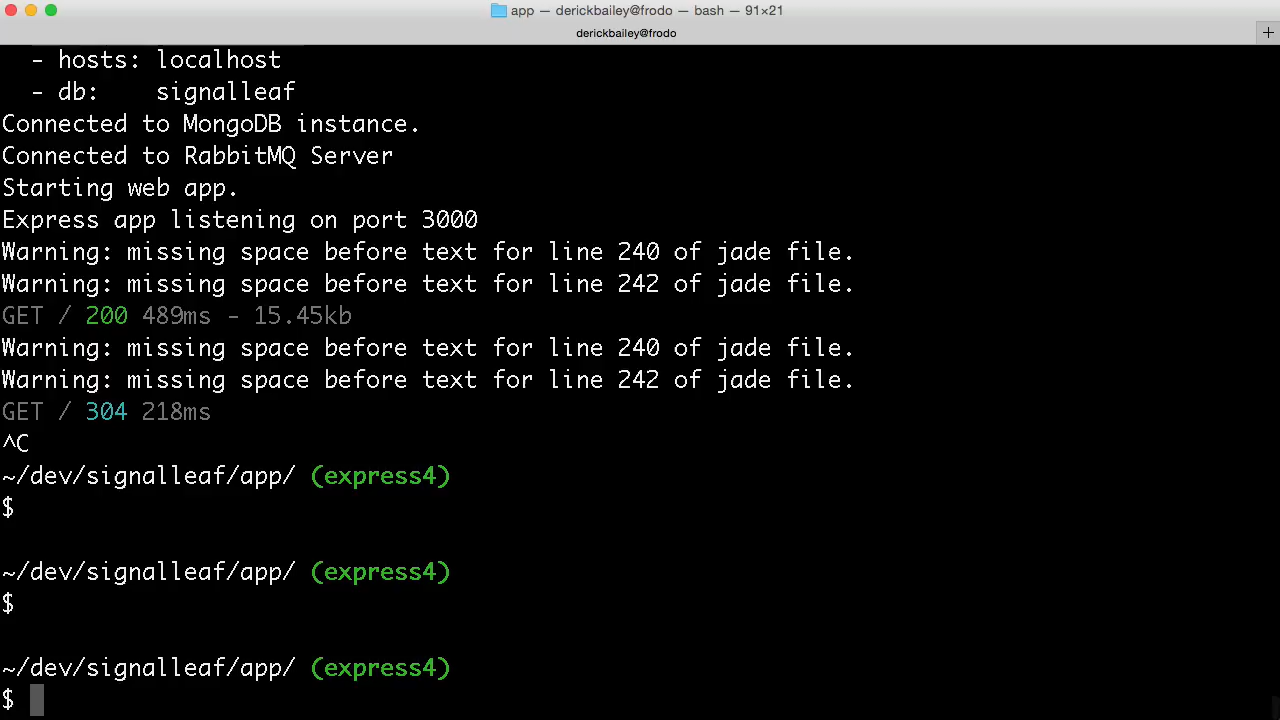 app — derickbailey@frodo — bash — 91×21
derickbailey@frodo
- hosts: localhost
- db:    signalleaf
Connected to MongoDB instance.
Connected to RabbitMQ Server
Starting web app.
Express app listening on port 3000
Warning: missing space before text for line 240 of jade file.
Warning: missing space before text for line 242 of jade file.
GET / 200 489ms - 15.45kb
Warning: missing space before text for line 240 of jade file.
Warning: missing space before text for line 242 of jade file.
GET / 304 218ms
^C
~/dev/signalleaf/app/ (express4)
$
~/dev/signalleaf/app/ (express4)
$
~/dev/signalleaf/app/ (express4)
$